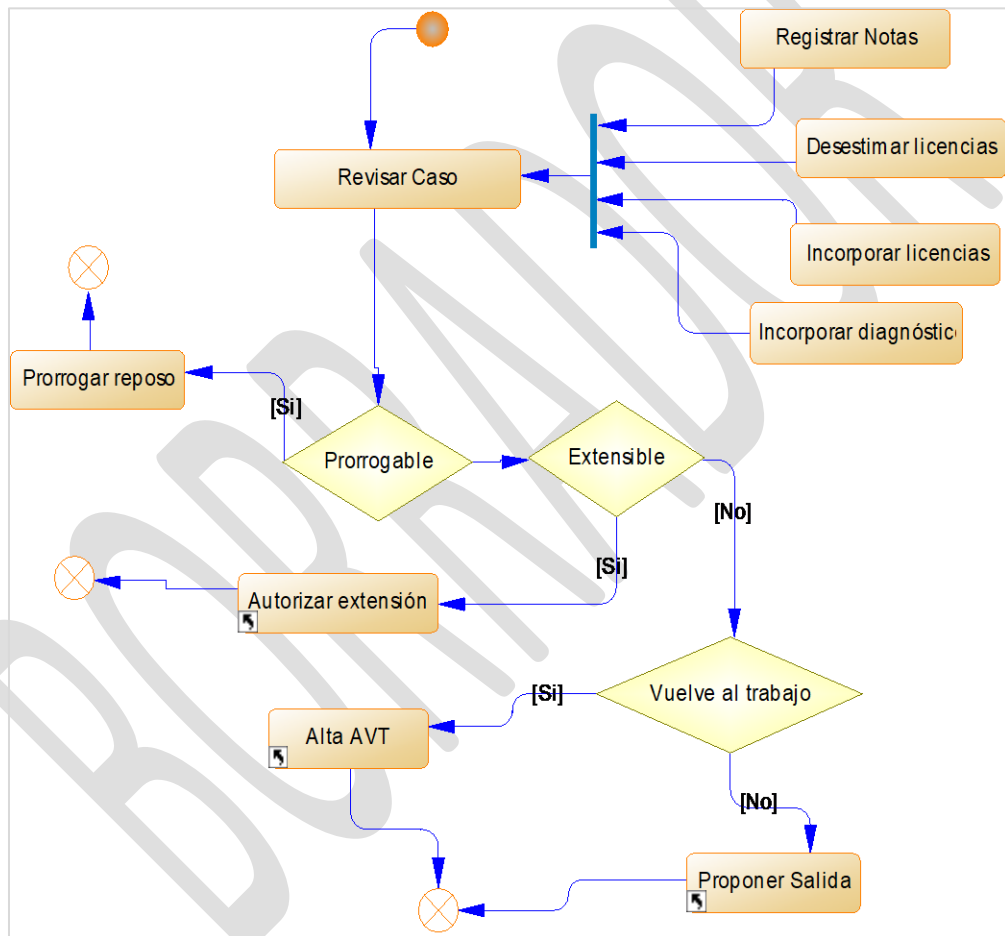 Registrar Notas
Desestimar licencias
Revisar Caso
Incorporar licencias
Incorporar diagnóstic
Prorrogar reposo
[Si]
Prorrogable
Extensible
[No]
[Si]
Autorizar extensión
Vuelve al trabajo
[Si]
Alta AVT
[No]
Proponer Salida
BORRADOR